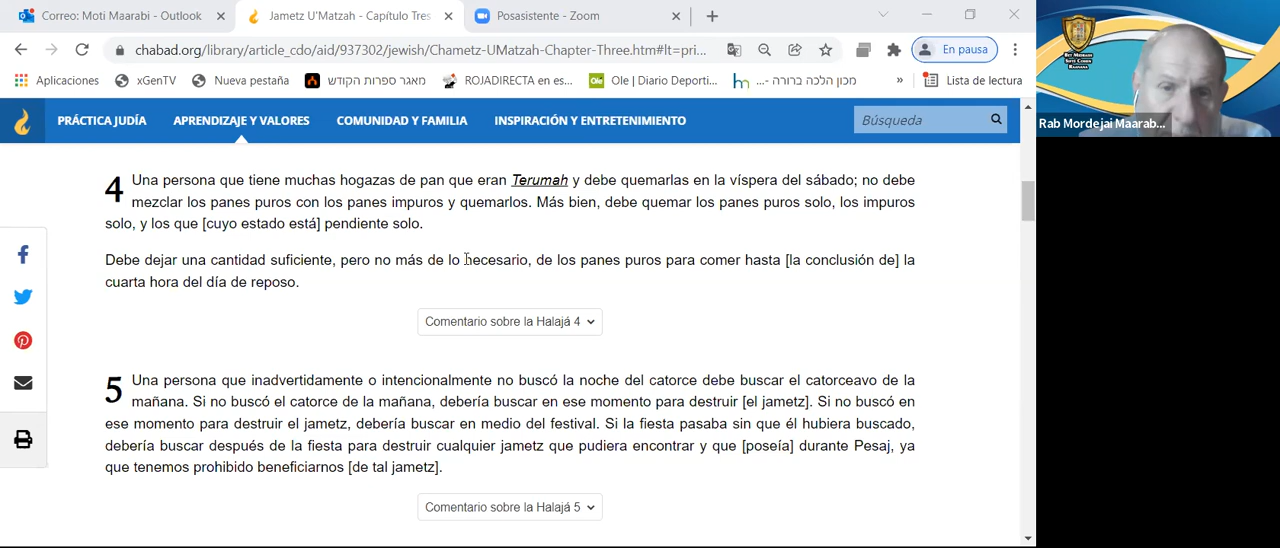 Correo: Moti Maarabi - Outlook
Jametz U'Matzah - Capítulo Tres
Posasistente - Zoom
chabad.org/library/article_cdo/aid/937302/jewish/Chametz-UMatzah-Chapter-Three.htm#lt=pri...
En pausa
Aplicaciones
xGenTV
Nueva pestaña
מאגר ספרות הקודש
ROJADIRECTA en es...
Ole | Diario Deporti...
מכון הלכה ברורה -...
»
Lista de lectura
PRÁCTICA JUDÍA
APRENDIZAJE Y VALORES
COMUNIDAD Y FAMILIA
INSPIRACIÓN Y ENTRETENIMIENTO
Búsqueda
4 Una persona que tiene muchas hogazas de pan que eran Terumah y debe quemarlas en la víspera del sábado; no debe
mezclar los panes puros con los panes impuros y quemarlos. Más bien, debe quemar los panes puros solo, los impuros
solo, y los que [cuyo estado está] pendiente solo.
Debe dejar una cantidad suficiente, pero no más de lo necesario, de los panes puros para comer hasta [la conclusión de] la
cuarta hora del día de reposo.
Comentario sobre la Halajá 4
5 Una persona que inadvertidamente o intencionalmente no buscó la noche del catorce debe buscar el catorceavo de la
mañana. Si no buscó el catorce de la mañana, debería buscar en ese momento para destruir [el jametz]. Si no buscó en
ese momento para destruir el jametz, debería buscar en medio del festival. Si la fiesta pasaba sin que él hubiera buscado,
debería buscar después de la fiesta para destruir cualquier jametz que pudiera encontrar y que [poseía] durante Pesaj, ya
que tenemos prohibido beneficiarnos [de tal jametz].
Comentario sobre la Halajá 5
Rab Mordejai Maarab...